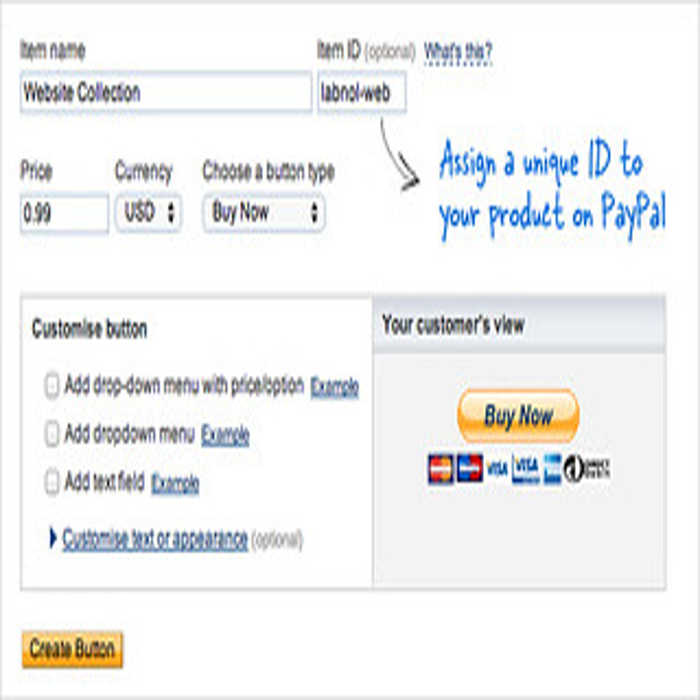 Item name Item ID (optional) What's this?
Website Collection labnol-web
Assign a unique ID to
your product on PayPal
Price Currency Choose a button type
0.99 USD Buy Now
Customise button
Add drop-down menu with price/option Example
Add dropdown menu Example
Add text field Example
Customise text or appearance (optional)
Your customer's view
Buy Now
VISA VISA
Create Button